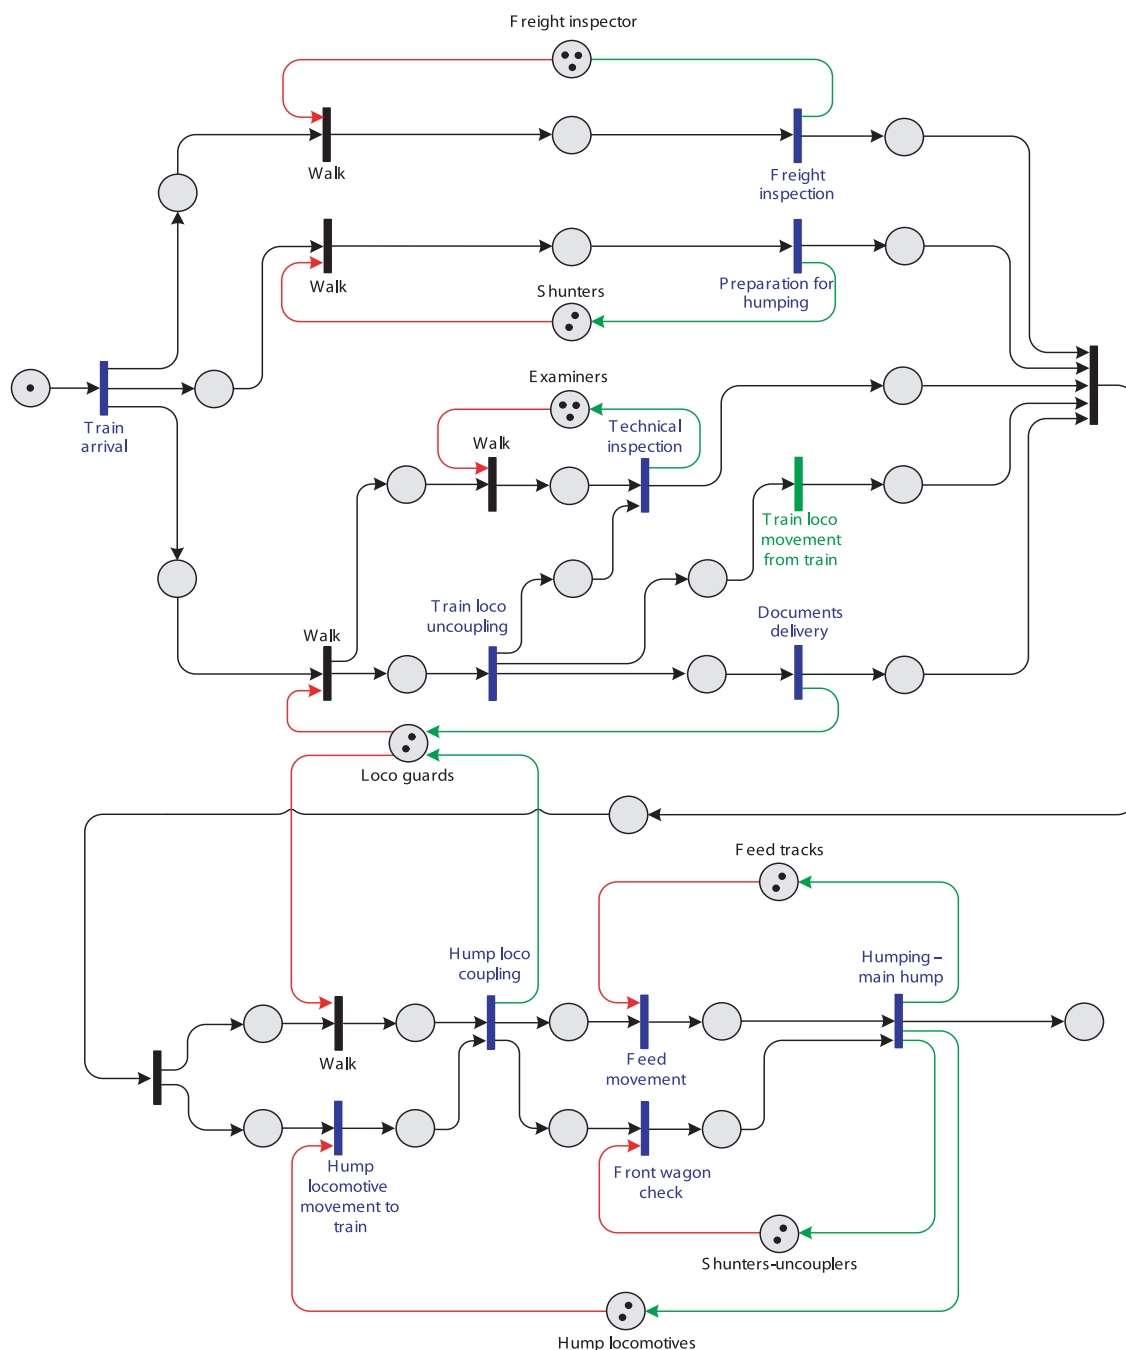 Freight inspector
Walk
Freight
inspection
Walk
Preparation for
humping
Shunters
Examiners
Train
arrival
Walk
Technical
inspection
Train loco
movement
from train
Train loco
uncoupling
Documents
delivery
Walk
Loco guards
Feed tracks
Hump loco
coupling
Humping –
main hump
Walk
Feed
movement
Hump
locomotive
movement to
train
Front wagon
check
Shunters-uncouplers
Hump locomotives